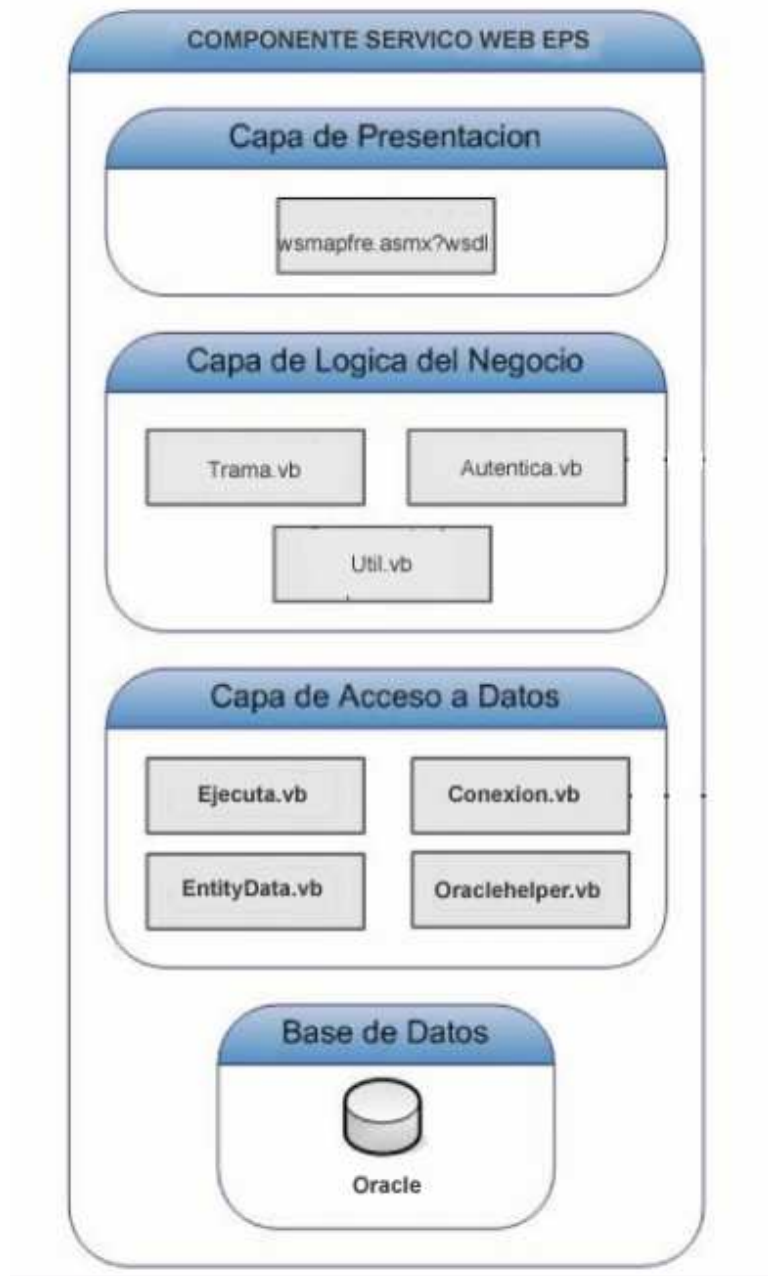 COMPONENTE SERVICO WEB EPS
Capa de Presentacion
wsmapfre.asmx?wsdl
Capa de Logica del Negocio
Trama.vb
Autentica.vb
Util.vb
Capa de Acceso a Datos
Ejecuta.vb
Conexion.vb
EntityData.vb
Oraclehelper.vb
Base de Datos
Oracle